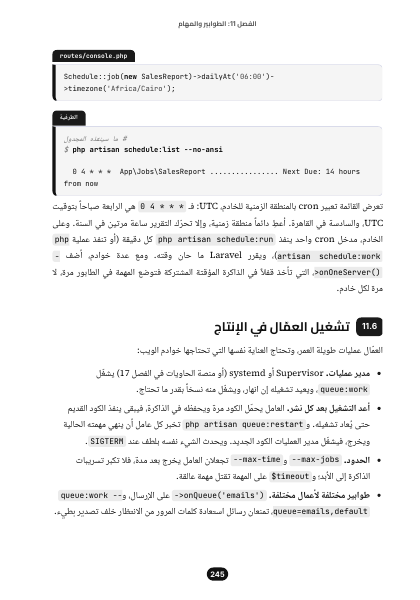 الفصل 11: الطوابير والمهام
routes/console.php
Schedule::job(new SalesReport)->dailyAt('06:00')-
>timezone('Africa/Cairo');
الطرفية
# ما سينفذه المجدول
$ php artisan schedule:list --no-ansi
0 4 * * *  App\Jobs\SalesReport ................ Next Due: 14 hours
from now
تعرض القائمة تعبير cron بالمنطقة الزمنية للخادم، UTC: فـ 0 4 * * * هي الرابعة صباحاً بتوقيت
UTC، والسادسة في القاهرة. أعطِ دائماً منطقة زمنية، وإلا تحرّك التقرير ساعة مرتين في السنة. وعلى
الخادم، مدخل cron واحد ينفذ php artisan schedule:run كل دقيقة (أو تنفذ عملية php
artisan schedule:work)، ويقرر Laravel ما حان وقته. ومع عدة خوادم، أضف -
>onOneServer()، التي تأخذ قفلاً في الذاكرة المؤقتة المشتركة فتوضع المهمة في الطابور مرة، لا
مرة لكل خادم.
11.6 تشغيل العمّال في الإنتاج
العمّال عمليات طويلة العمر، وتحتاج العناية نفسها التي تحتاجها خوادم الويب:
• مدير عمليات. Supervisor أو systemd (أو منصة الحاويات في الفصل 17) يشغّل
queue:work، ويعيد تشغيله إن انهار، ويشغّل منه نسخاً بقدر ما تحتاج.
• أعد التشغيل بعد كل نشر. العامل يحمّل الكود مرة ويحفظه في الذاكرة، فيبقى ينفذ الكود القديم
حتى يُعاد تشغيله. و php artisan queue:restart تخبر كل عامل أن ينهي مهمته الحالية
ويخرج، فيشغّل مدير العمليات الكود الجديد. ويحدث الشيء نفسه بلطف عند SIGTERM.
• الحدود. --max-jobs و --max-time تجعلان العامل يخرج بعد مدة، فلا تكبر تسريبات
الذاكرة إلى الأبد؛ و $timeout على المهمة تقتل مهمة عالقة.
• طوابير مختلفة لأعمال مختلفة. ->onQueue('emails') على الإرسال، و queue:work --
queue=emails,default، تمنعان رسائل استعادة كلمات المرور من الانتظار خلف تصدير بطيء.
245